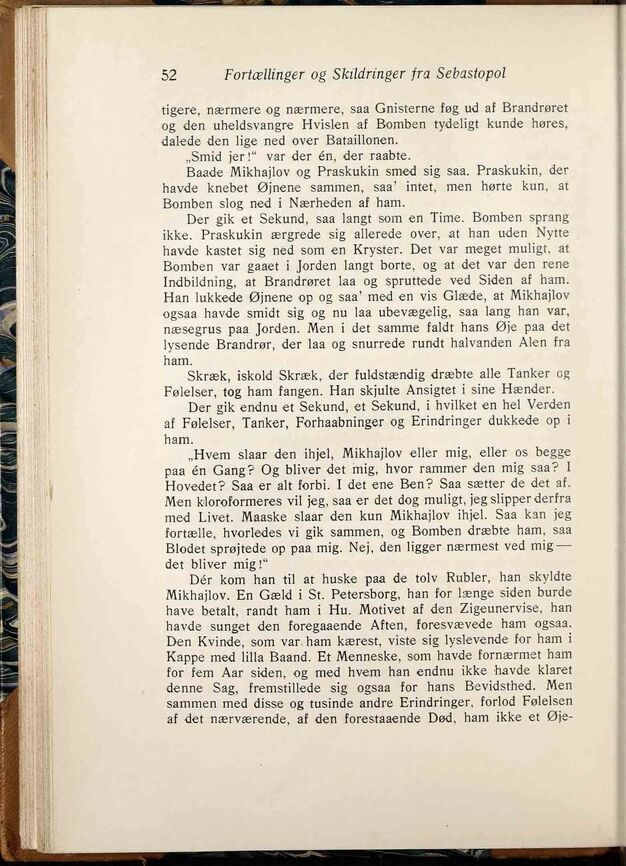 52 Fortællinger og Skildringer fra Sebastopol
tigere, nærmere og nærmere, saa Gnisterne føg ud af Brandrøret
og den uheldsvangre Hvislen af Bomben tydeligt kunde høres,
dalede den lige ned over Bataillonen.
„Smid jer!“ var der én, der raabte.
Baade Mikhajlov og Praskukin smed sig saa. Praskukin, der
havde knebet Øjnene sammen, saa' intet, men hørte kun, at
Bomben slog ned i Nærheden af ham.
Der gik et Sekund, saa langt som en Time. Bomben sprang
ikke. Praskukin ærgrede sig allerede over, at han uden Nytte
havde kastet sig ned som en Kryster. Det var meget muligt, at
Bomben var gaaet i Jorden langt borte, og at det var den rene
Indbildning, at Brandrøret laa og spruttede ved Siden af ham.
Han lukkede Øjnene op og saa' med en vis Glæde, at Mikhajlov
ogsaa havde smidt sig og nu laa ubevægelig, saa lang han var,
næsegrus paa Jorden. Men i det samme faldt hans Øje paa det
lysende Brandrør, der laa og snurrede rundt halvanden Alen fra
ham.
Skræk, iskold Skræk, der fuldstændig dræbte alle Tanker og
Følelser, tog ham fangen. Han skjulte Ansigtet i sine Hænder.
Der gik endnu et Sekund, et Sekund, i hvilket en hel Verden
af Følelser, Tanker, Forhaabninger og Erindringer dukkede op i
ham.
„Hvem slaar den ihjel, Mikhajlov eller mig, eller os begge
paa én Gang? Og bliver det mig, hvor rammer den mig saa? I
Hovedet? Saa er alt forbi. I det ene Ben? Saa sætter de det af.
Men kloroformeres vil jeg, saa er det dog muligt, jeg slipper derfra
med Livet. Maaske slaar den kun Mikhajlov ihjel. Saa kan jeg
fortælle, hvorledes vi gik sammen, og Bomben dræbte ham, saa
Blodet sprøjtede op paa mig. Nej, den ligger nærmest ved mig —
det bliver mig!“
Dér kom han til at huske paa de tolv Rubler, han skyldte
Mikhajlov. En Gæld i St. Petersborg, han for længe siden burde
have betalt, randt ham i Hu. Motivet af den Zigeunervise, han
havde sunget den foregaaende Aften, foresvævede ham ogsaa.
Den Kvinde, som var ham kærest, viste sig lyslevende for ham i
Kappe med lilla Baand. Et Menneske, som havde fornærmet ham
for fem Aar siden, og med hvem han endnu ikke havde klaret
denne Sag, fremstillede sig ogsaa for hans Bevidsthed. Men
sammen med disse og tusinde andre Erindringer, forlod Følelsen
af det nærværende, af den forestaaende Død, ham ikke et Øje-